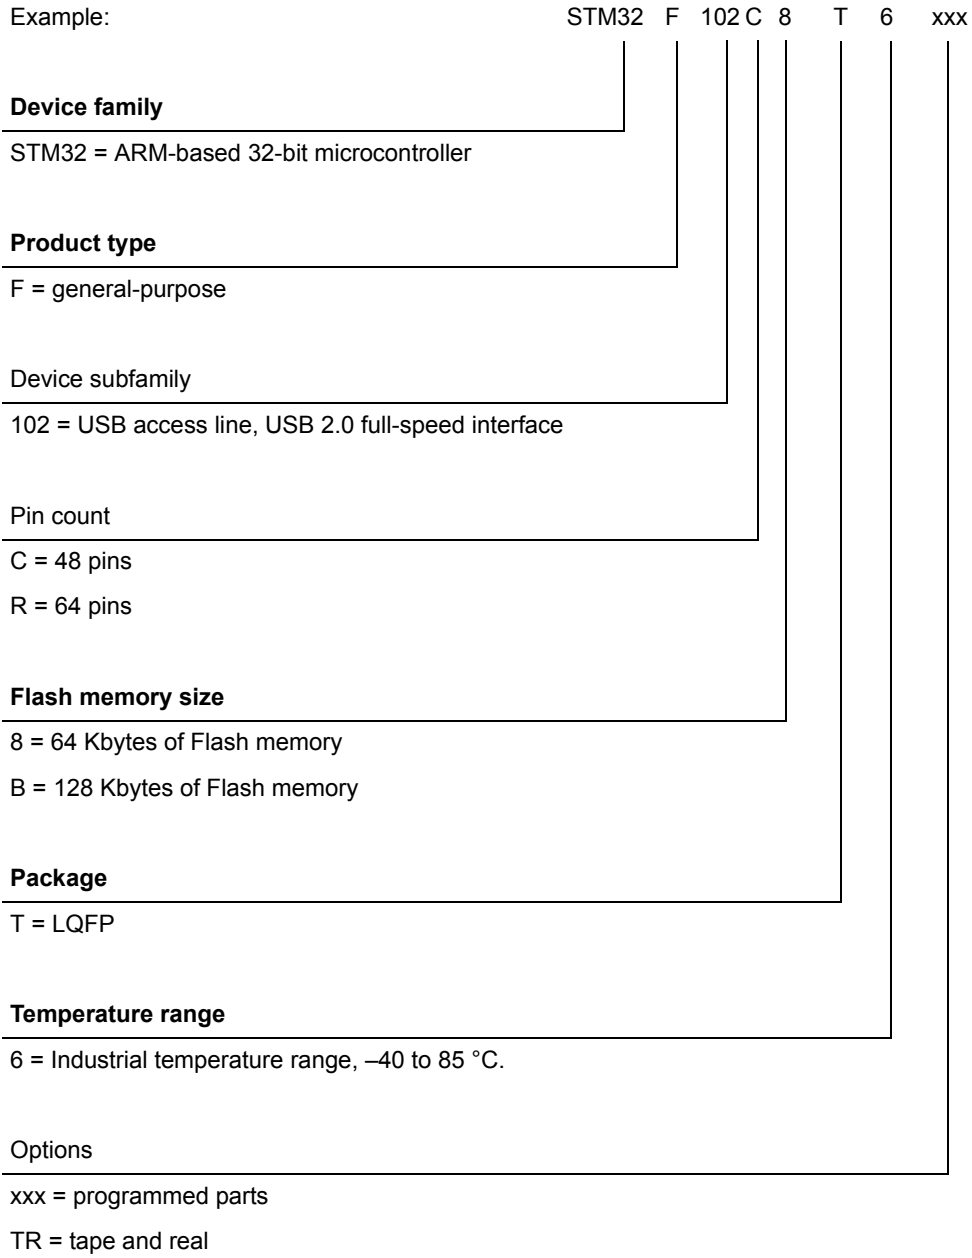 Example: STM32 F 102 C 8 T 6 xxx
Device family
STM32 = ARM-based 32-bit microcontroller
Product type
F = general-purpose
Device subfamily
102 = USB access line, USB 2.0 full-speed interface
Pin count
C = 48 pins
R = 64 pins
Flash memory size
8 = 64 Kbytes of Flash memory
B = 128 Kbytes of Flash memory
Package
T = LQFP
Temperature range
6 = Industrial temperature range, –40 to 85 °C.
Options
xxx = programmed parts
TR = tape and real